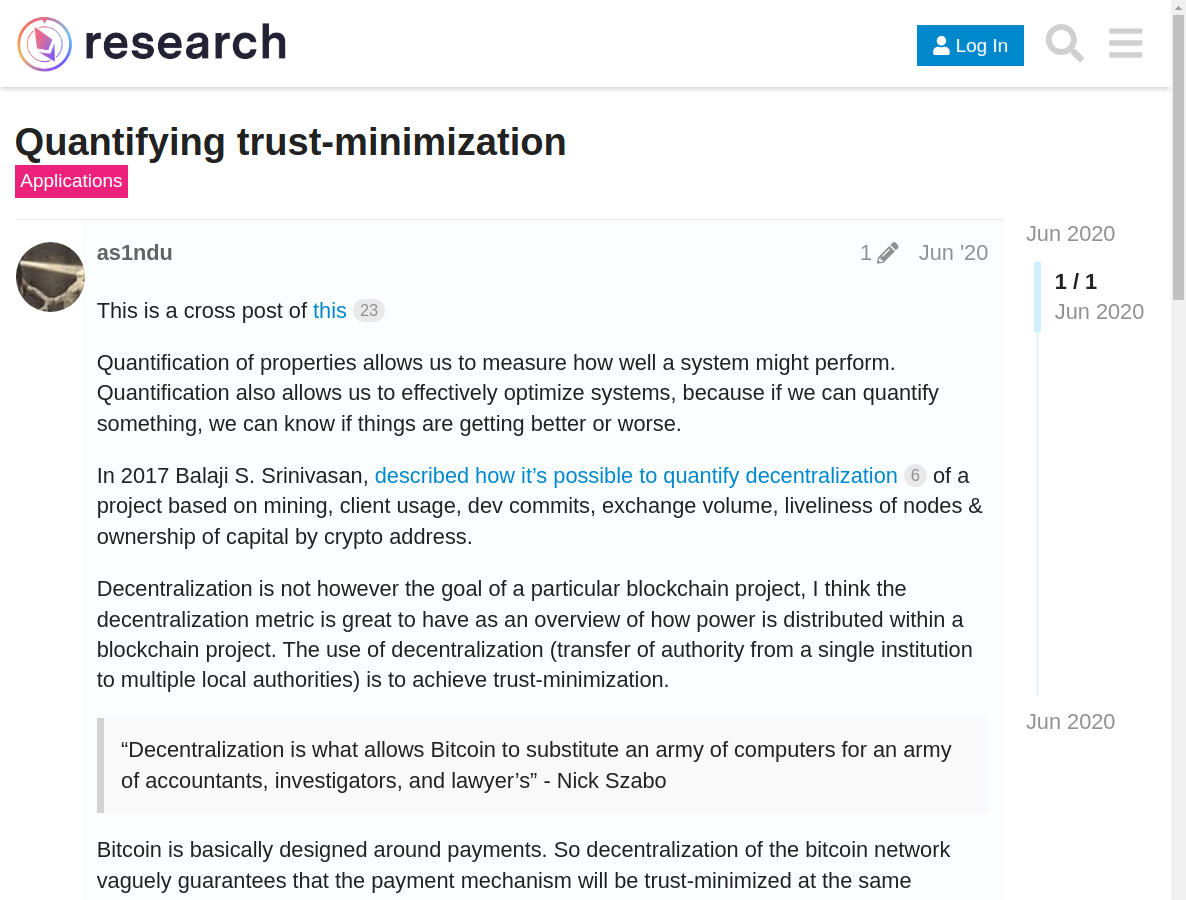 research
Log In
Quantifying trust-minimization
Applications
as1ndu
1
Jun '20
This is a cross post of this 23
Quantification of properties allows us to measure how well a system might perform.
Quantification also allows us to effectively optimize systems, because if we can quantify
something, we can know if things are getting better or worse.
In 2017 Balaji S. Srinivasan, described how it’s possible to quantify decentralization 6 of a
project based on mining, client usage, dev commits, exchange volume, liveliness of nodes &
ownership of capital by crypto address.
Decentralization is not however the goal of a particular blockchain project, I think the
decentralization metric is great to have as an overview of how power is distributed within a
blockchain project. The use of decentralization (transfer of authority from a single institution
to multiple local authorities) is to achieve trust-minimization.
“Decentralization is what allows Bitcoin to substitute an army of computers for an army
of accountants, investigators, and lawyer’s” - Nick Szabo
Bitcoin is basically designed around payments. So decentralization of the bitcoin network
vaguely guarantees that the payment mechanism will be trust-minimized at the same
Jun 2020
1 / 1
Jun 2020
Jun 2020